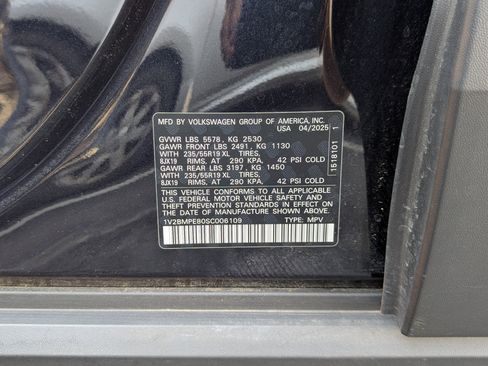 MFD BY VOLKSWAGEN GROUP OF AMERICA, INC.
USA 04/2025
GVWR LBS 5578 , KG 2530
GAWR FRONT LBS 2491 , KG 1130
WITH 235/55R19 XL TIRES,
8JX19 RIMS, AT 290 KPA, 42 PSI COLD
GAWR REAR LBS 3197 , KG 1450
WITH 235/55R19 XL TIRES,
8JX19 RIMS, AT 290 KPA, 42 PSI COLD
THIS VEHICLE CONFORMS TO ALL APPLICABLE
U.S. FEDERAL MOTOR VEHICLE SAFETY AND
THEFT PREVENTION STANDARDS IN EFFECT
ON THE DATE OF MANUFACTURE SHOWN ABOVE.
1V2BMPE80SC006109 TYPE: MPV
1518101 1